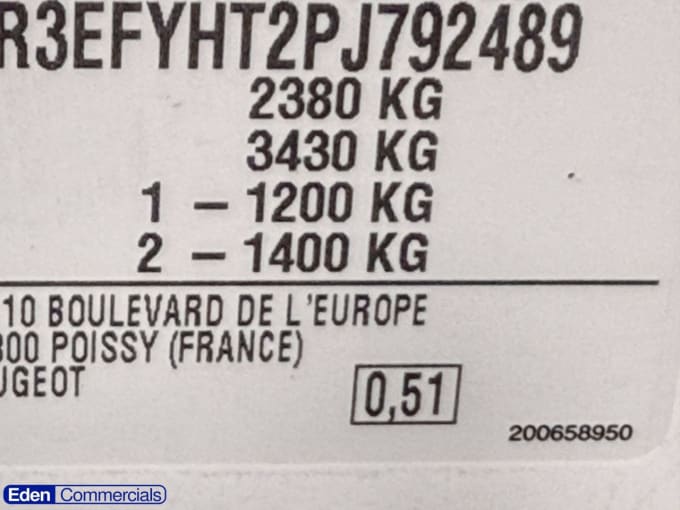 R3EFYHT2PJ792489
2380 KG
3430 KG
1 - 1200 KG
2 - 1400 KG
10 BOULEVARD DE L'EUROPE
300 POISSY (FRANCE)
UGEOT
0,51
200658950
Eden Commercials